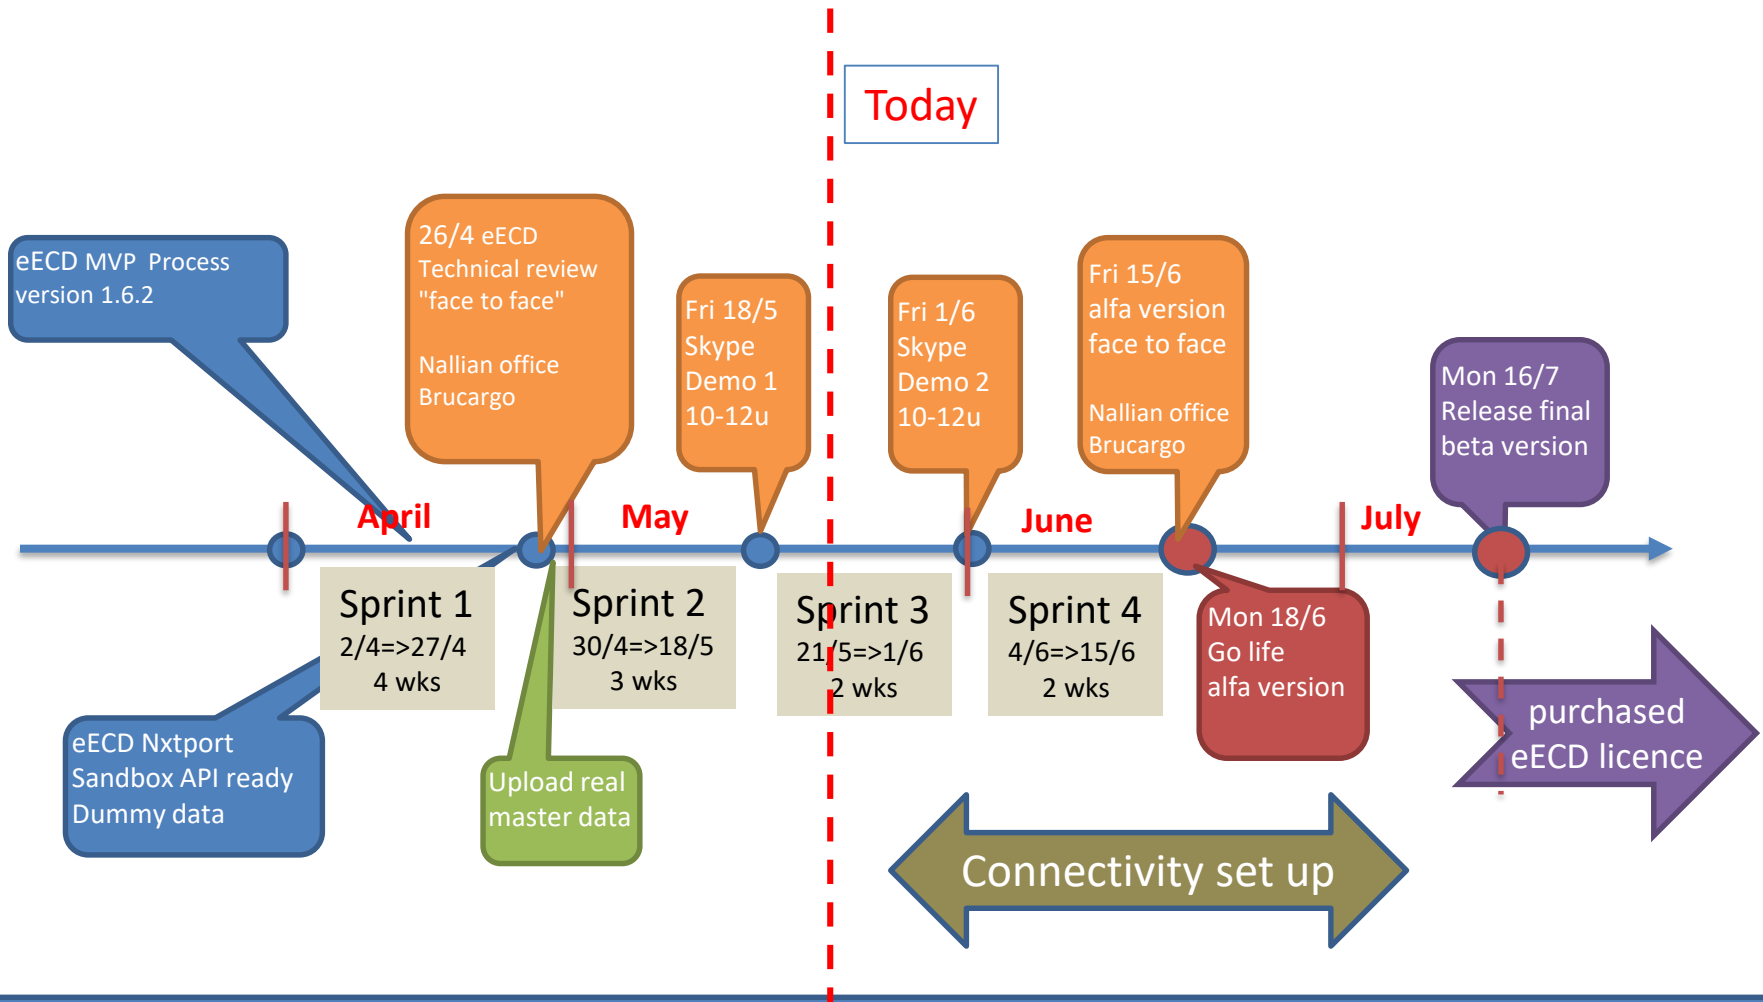 Today
eECD MVP  Process
version 1.6.2
26/4 eECD
Technical review
"face to face"
Nallian office
Brucargo
Fri 18/5
Skype
Demo 1
10-12u
Fri 1/6
Skype
Demo 2
10-12u
Fri 15/6
alfa version
face to face
Nallian office
Brucargo
Mon 16/7
Release final
beta version
April
May
June
July
Sprint 1
2/4=>27/4
4 wks
Sprint 2
30/4=>18/5
3 wks
Sprint 3
21/5=>1/6
2 wks
Sprint 4
4/6=>15/6
2 wks
Mon 18/6
Go life
alfa version
eECD Nxtport
Sandbox API ready
Dummy data
Upload real
master data
purchased
eECD licence
Connectivity set up